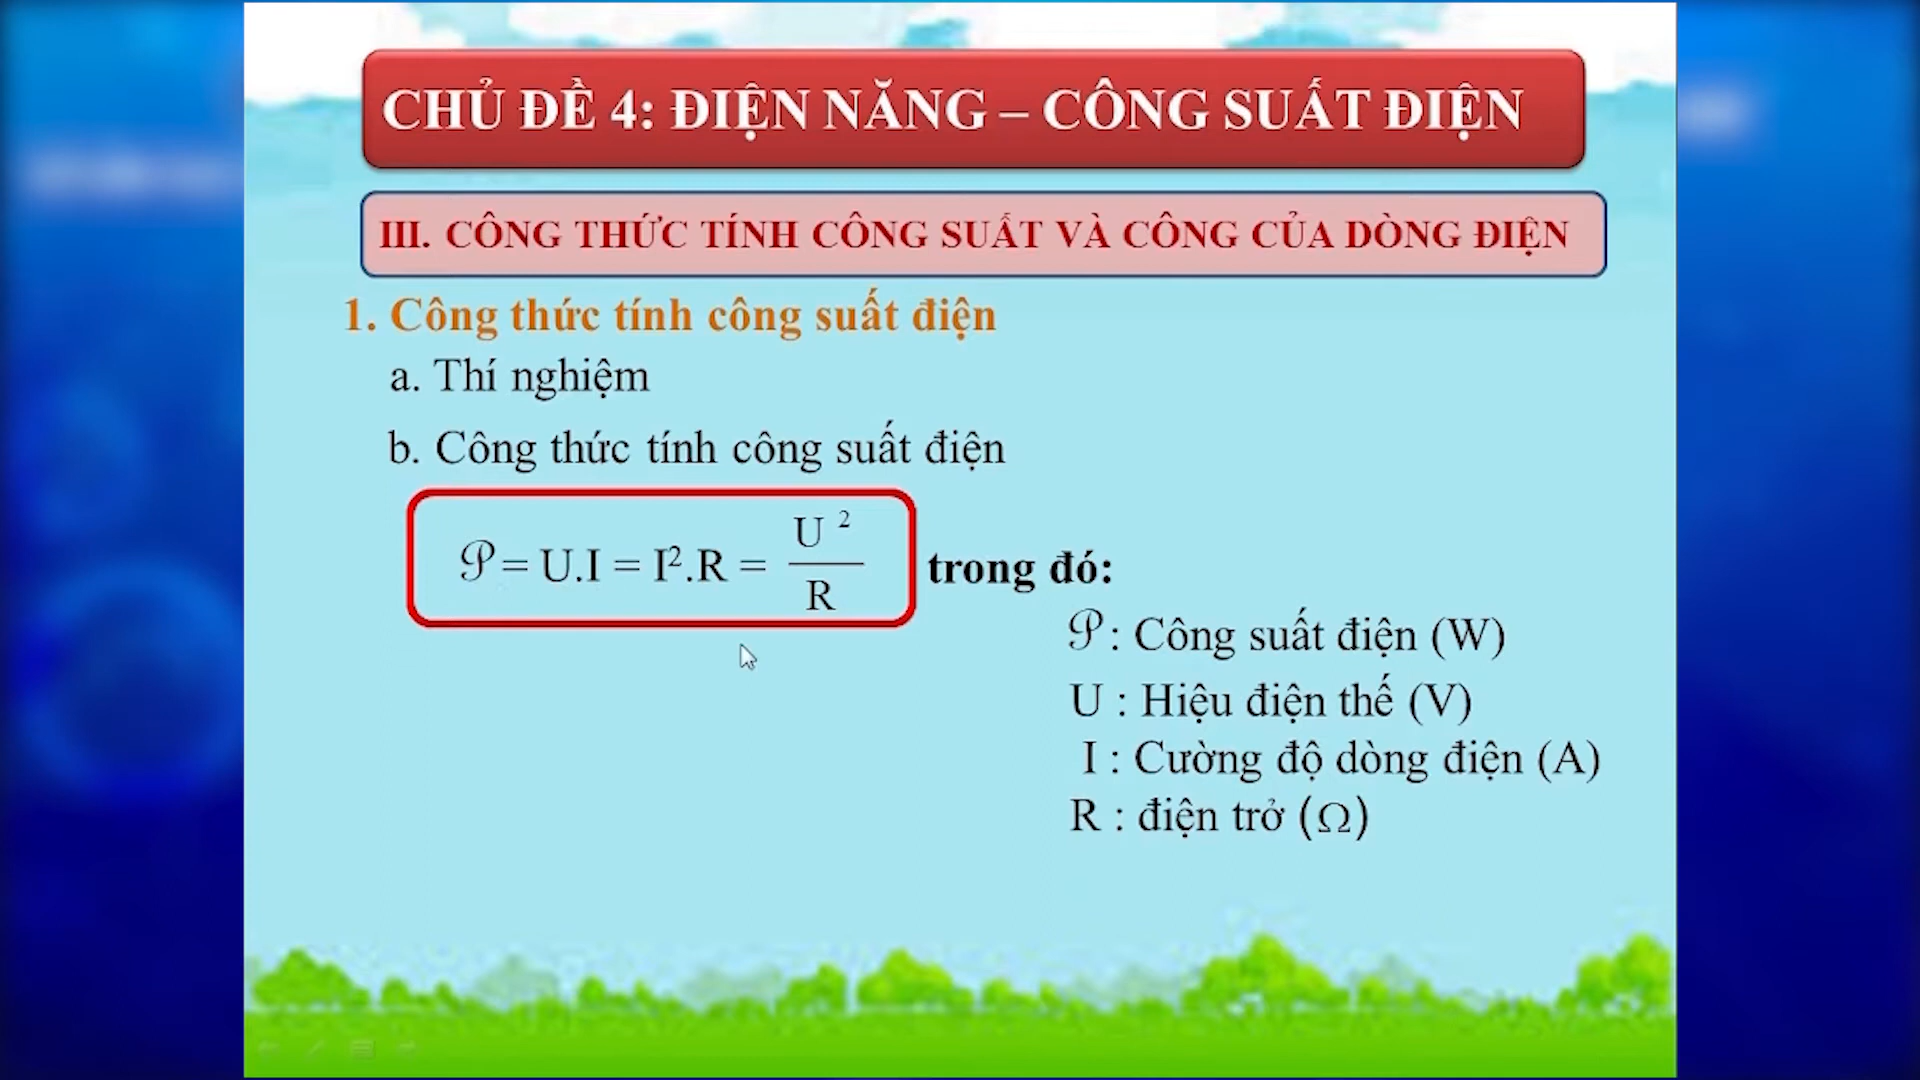 CHỦ ĐỀ 4: ĐIỆN NĂNG – CÔNG SUẤT ĐIỆN
III. CÔNG THỨC TÍNH CÔNG SUẤT VÀ CÔNG CỦA DÒNG ĐIỆN
1. Công thức tính công suất điện
a. Thí nghiệm
b. Công thức tính công suất điện
𝒫 = U.I = I².R = U²/R trong đó:
𝒫 : Công suất điện (W)
U : Hiệu điện thế (V)
I : Cường độ dòng điện (A)
R : điện trở (Ω)